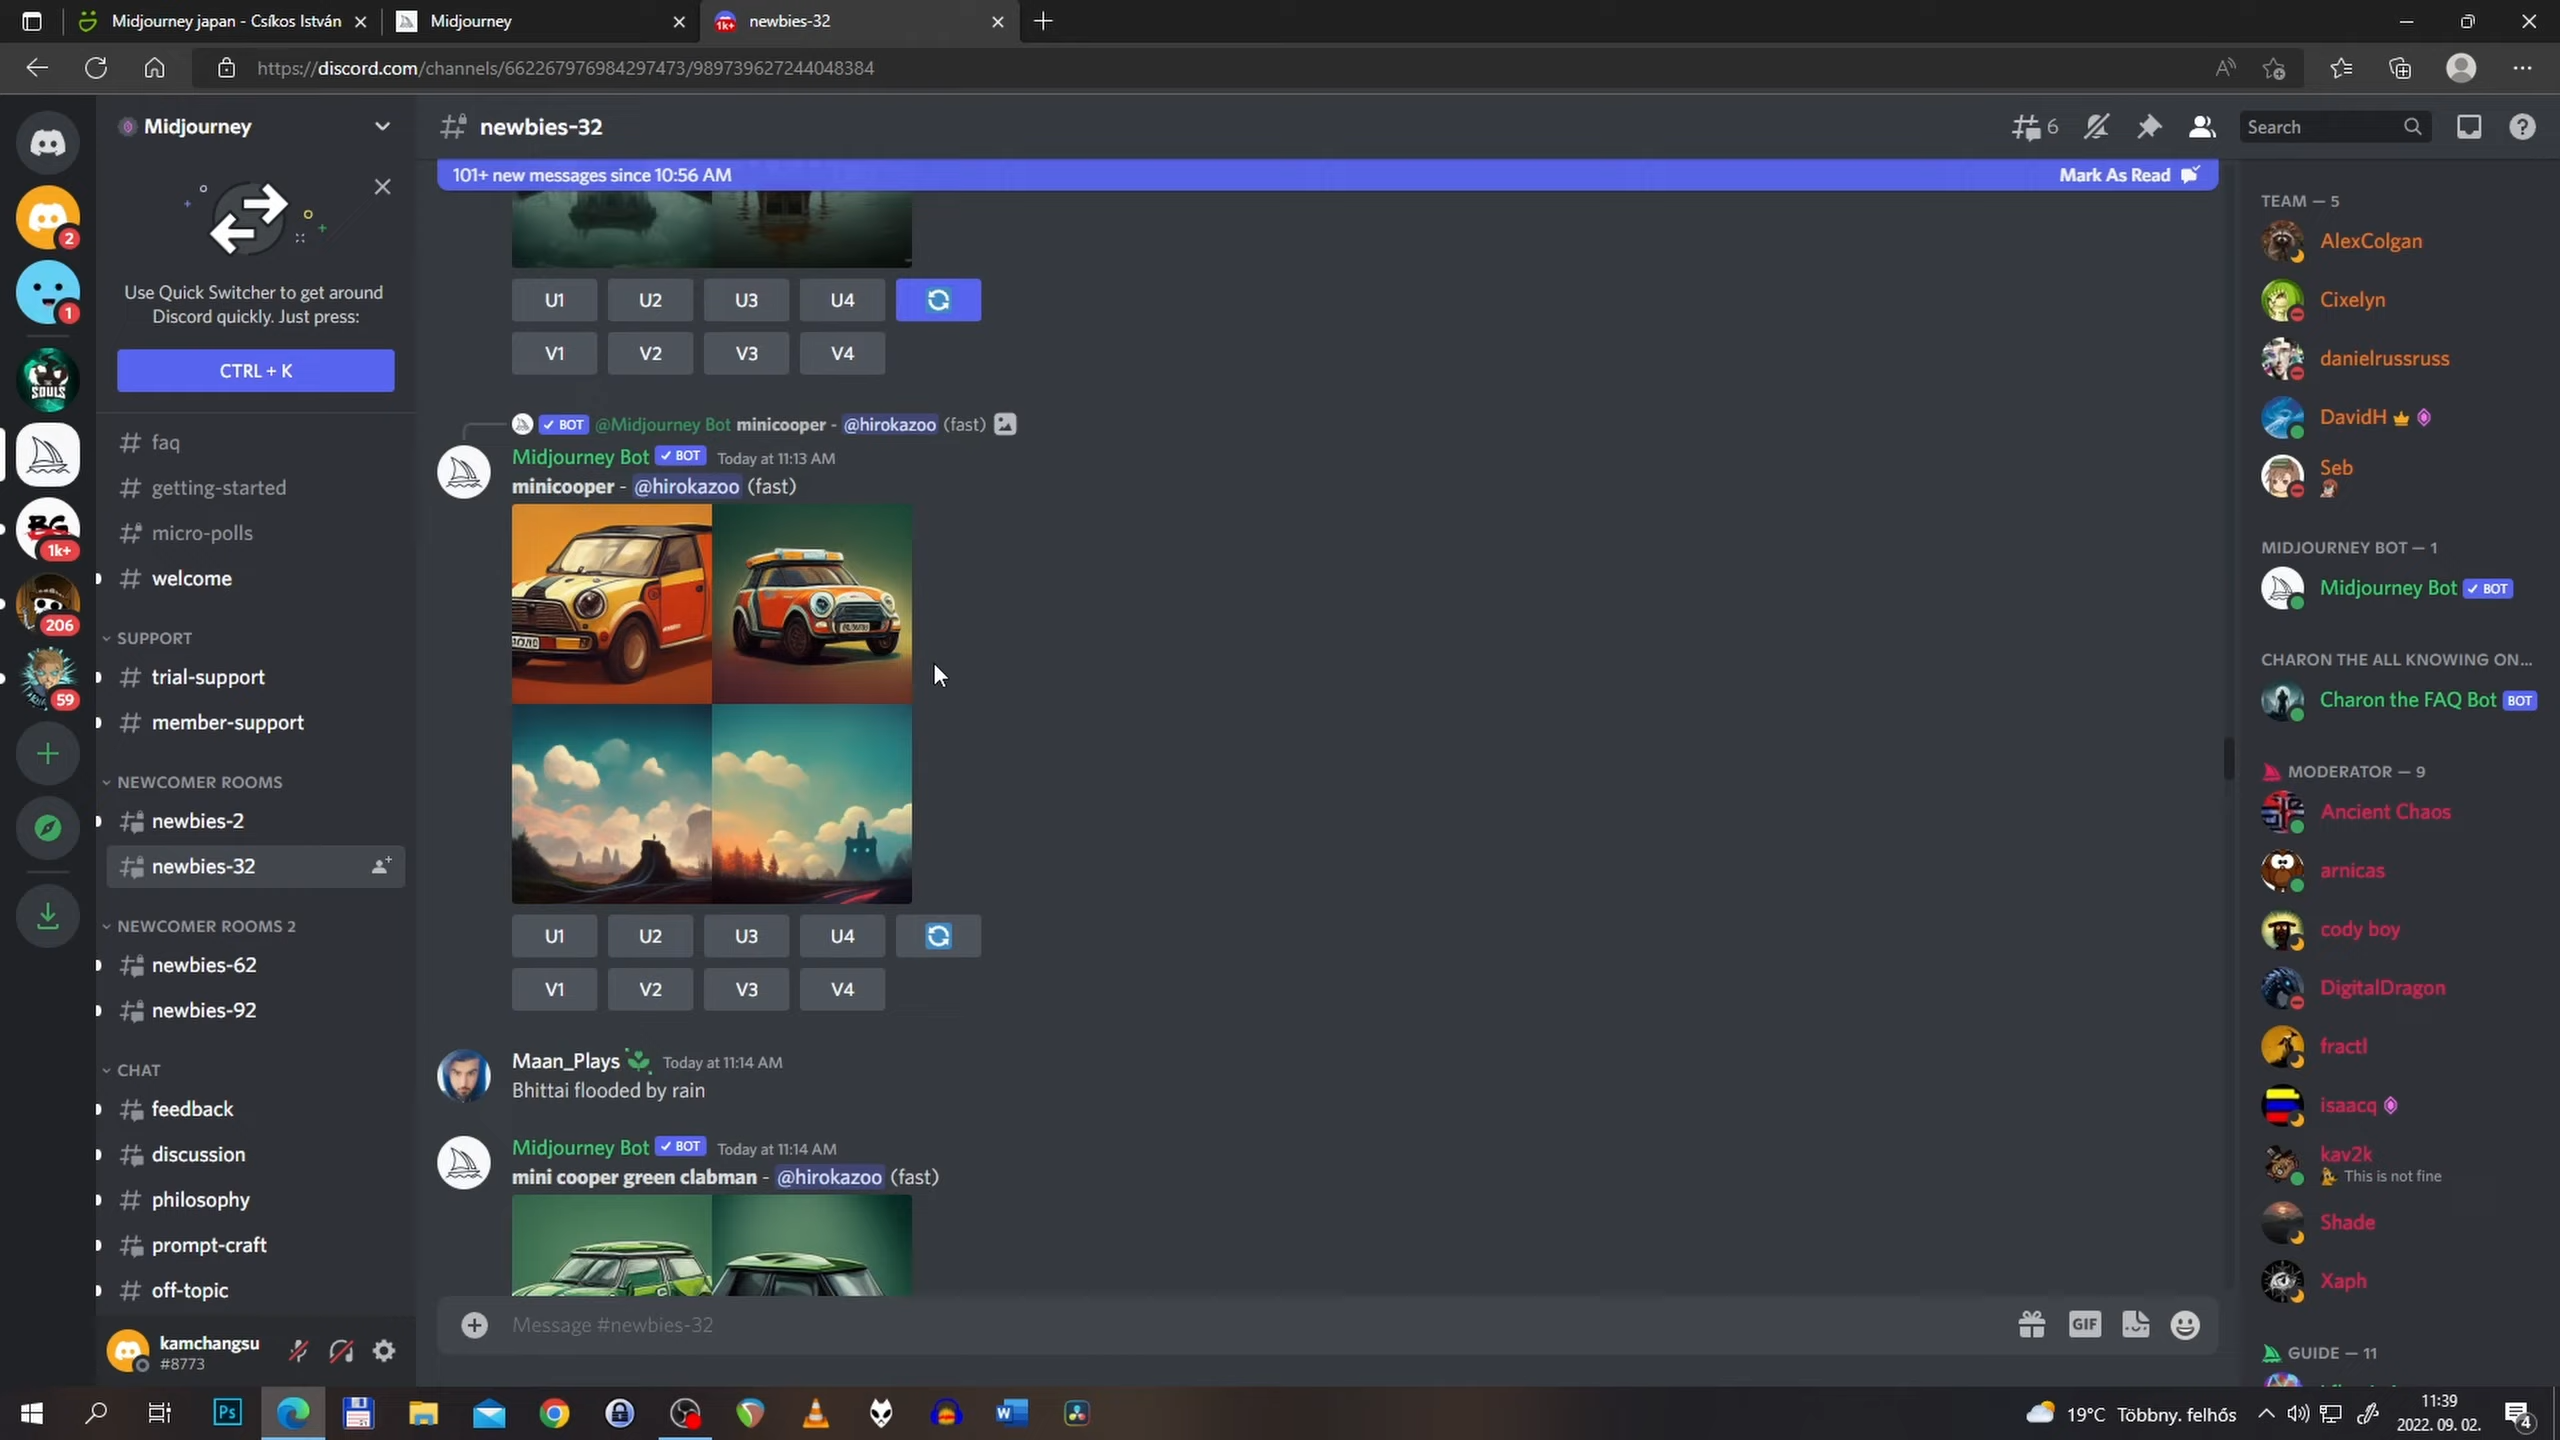 Midjourney japan - Csíkos István
Midjourney
newbies-32
https://discord.com/channels/662267976984297473/989739627244048384
Midjourney
newbies-32
6
Search
101+ new messages since 10:56 AM
Mark As Read
Use Quick Switcher to get around
Discord quickly. Just press:
CTRL + K
faq
getting-started
micro-polls
welcome
SUPPORT
trial-support
member-support
NEWCOMER ROOMS
newbies-2
newbies-32
NEWCOMER ROOMS 2
newbies-62
newbies-92
CHAT
feedback
discussion
philosophy
prompt-craft
off-topic
kamchangsu
#8773
2
1
SOULS
BG
1k+
206
59
U1 U2 U3 U4
V1 V2 V3 V4
BOT @Midjourney Bot minicooper - @hirokazoo (fast)
Midjourney Bot BOT Today at 11:13 AM
minicooper - @hirokazoo (fast)
U1 U2 U3 U4
V1 V2 V3 V4
Maan_Plays Today at 11:14 AM
Bhittai flooded by rain
Midjourney Bot BOT Today at 11:14 AM
mini cooper green clabman - @hirokazoo (fast)
Message #newbies-32
GIF
TEAM — 5
AlexColgan
Cixelyn
danielrussruss
DavidH
Seb
MIDJOURNEY BOT — 1
Midjourney Bot BOT
CHARON THE ALL KNOWING ON...
Charon the FAQ Bot BOT
MODERATOR — 9
Ancient Chaos
arnicas
cody boy
DigitalDragon
fractl
isaacq
kav2k
This is not fine
Shade
Xaph
GUIDE — 11
Ps
W
19°C Többny. felhős
11:39
2022. 09. 02.
4